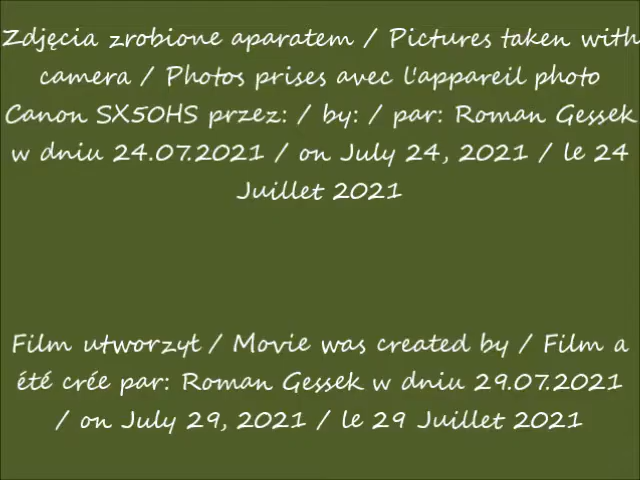 Zdjęcia zrobione aparatem / Pictures taken with
camera / Photos prises avec l'appareil photo
Canon SX50HS przez: / by: / par: Roman Gessek
w dniu 24.07.2021 / on July 24, 2021 / le 24
Juillet 2021
Film utworzył / Movie was created by / Film a
été crée par: Roman Gessek w dniu 29.07.2021
/ on July 29, 2021 / le 29 Juillet 2021